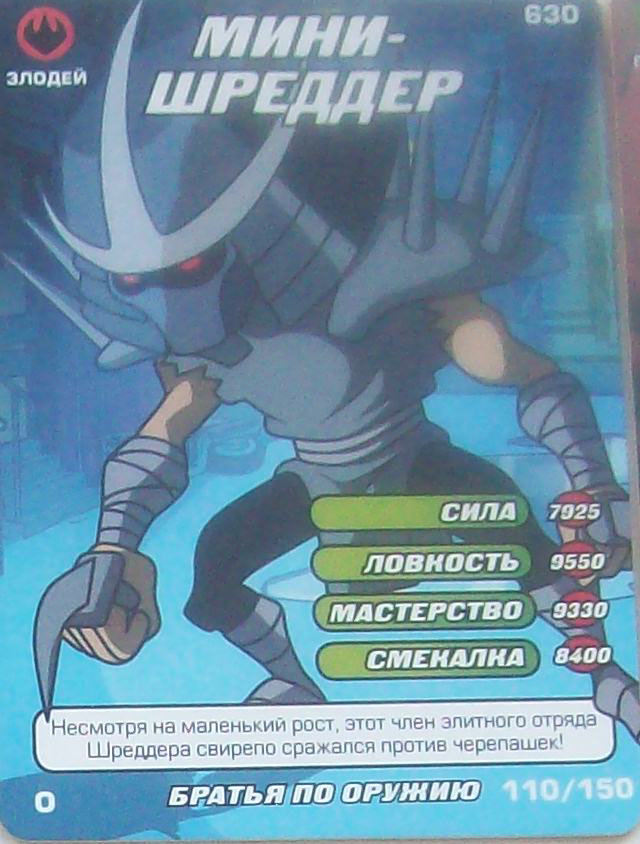 630
МИНИ-
ЗЛОДЕЙ
ШРЕДДЕР
СИЛА 7925
ЛОВКОСТЬ 9550
МАСТЕРСТВО 9330
СМЕКАЛКА 8400
Несмотря на маленький рост, этот член элитного отряда
Шреддера свирепо сражался против черепашек!
0 БРАТЬЯ ПО ОРУЖИЮ 110/150